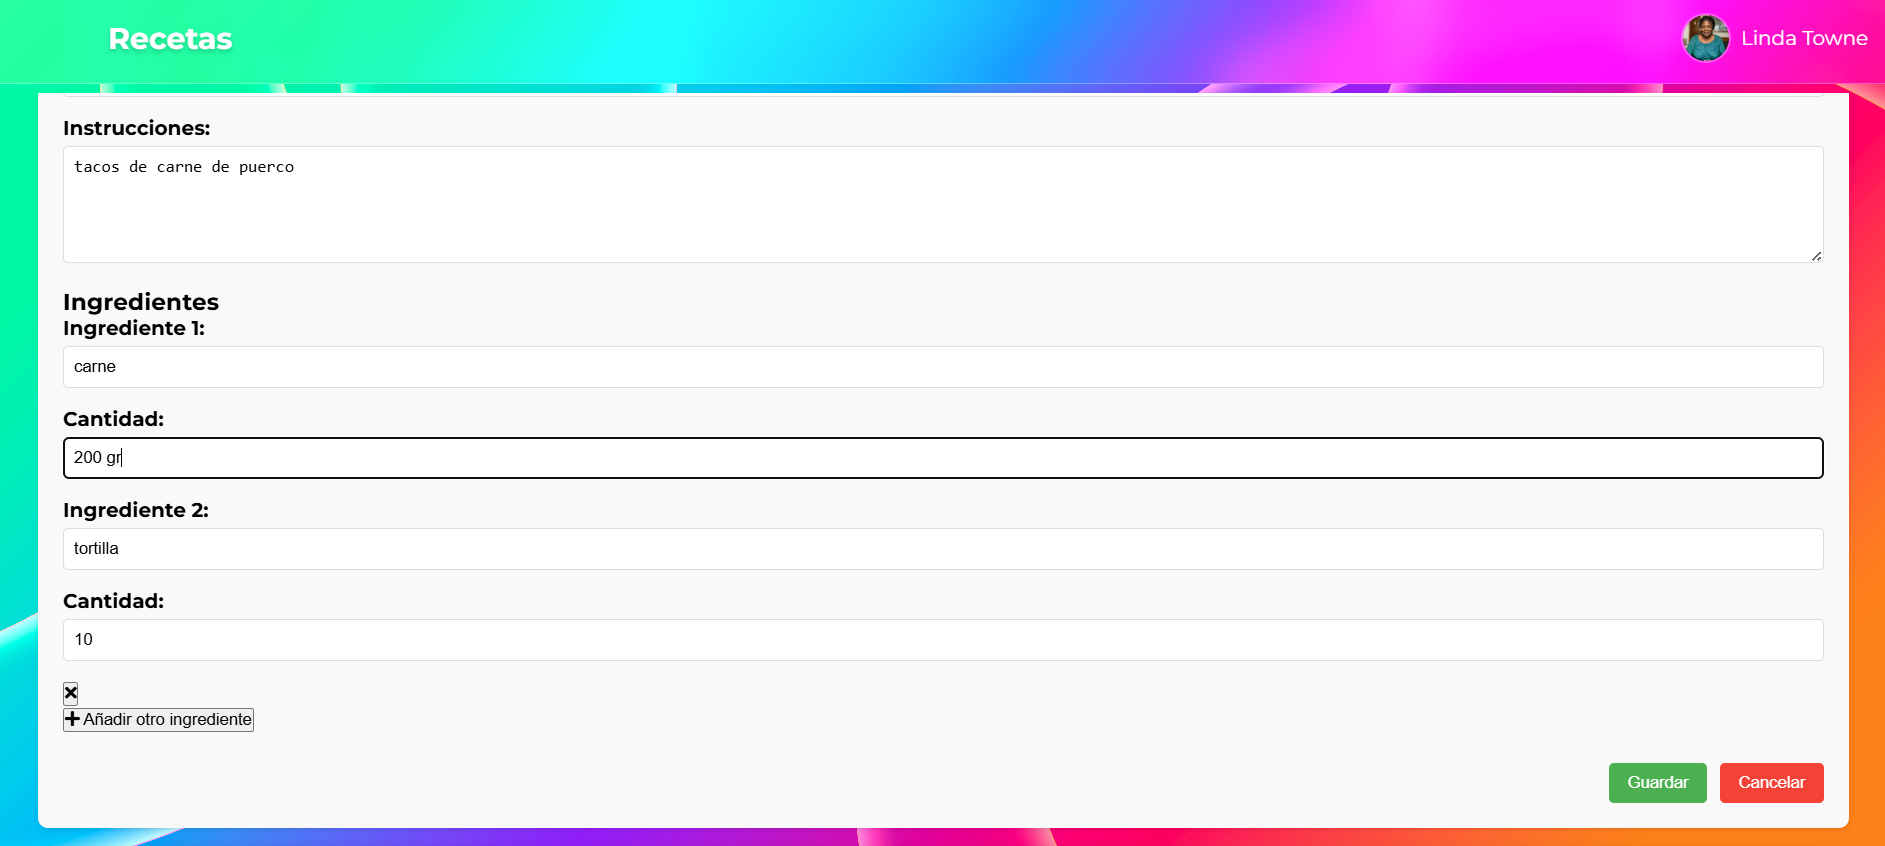 Recetas
Linda Towne
Instrucciones:
tacos de carne de puerco
Ingredientes
Ingrediente 1:
carne
Cantidad:
200 gr
Ingrediente 2:
tortilla
Cantidad:
10
Añadir otro ingrediente
Guardar
Cancelar